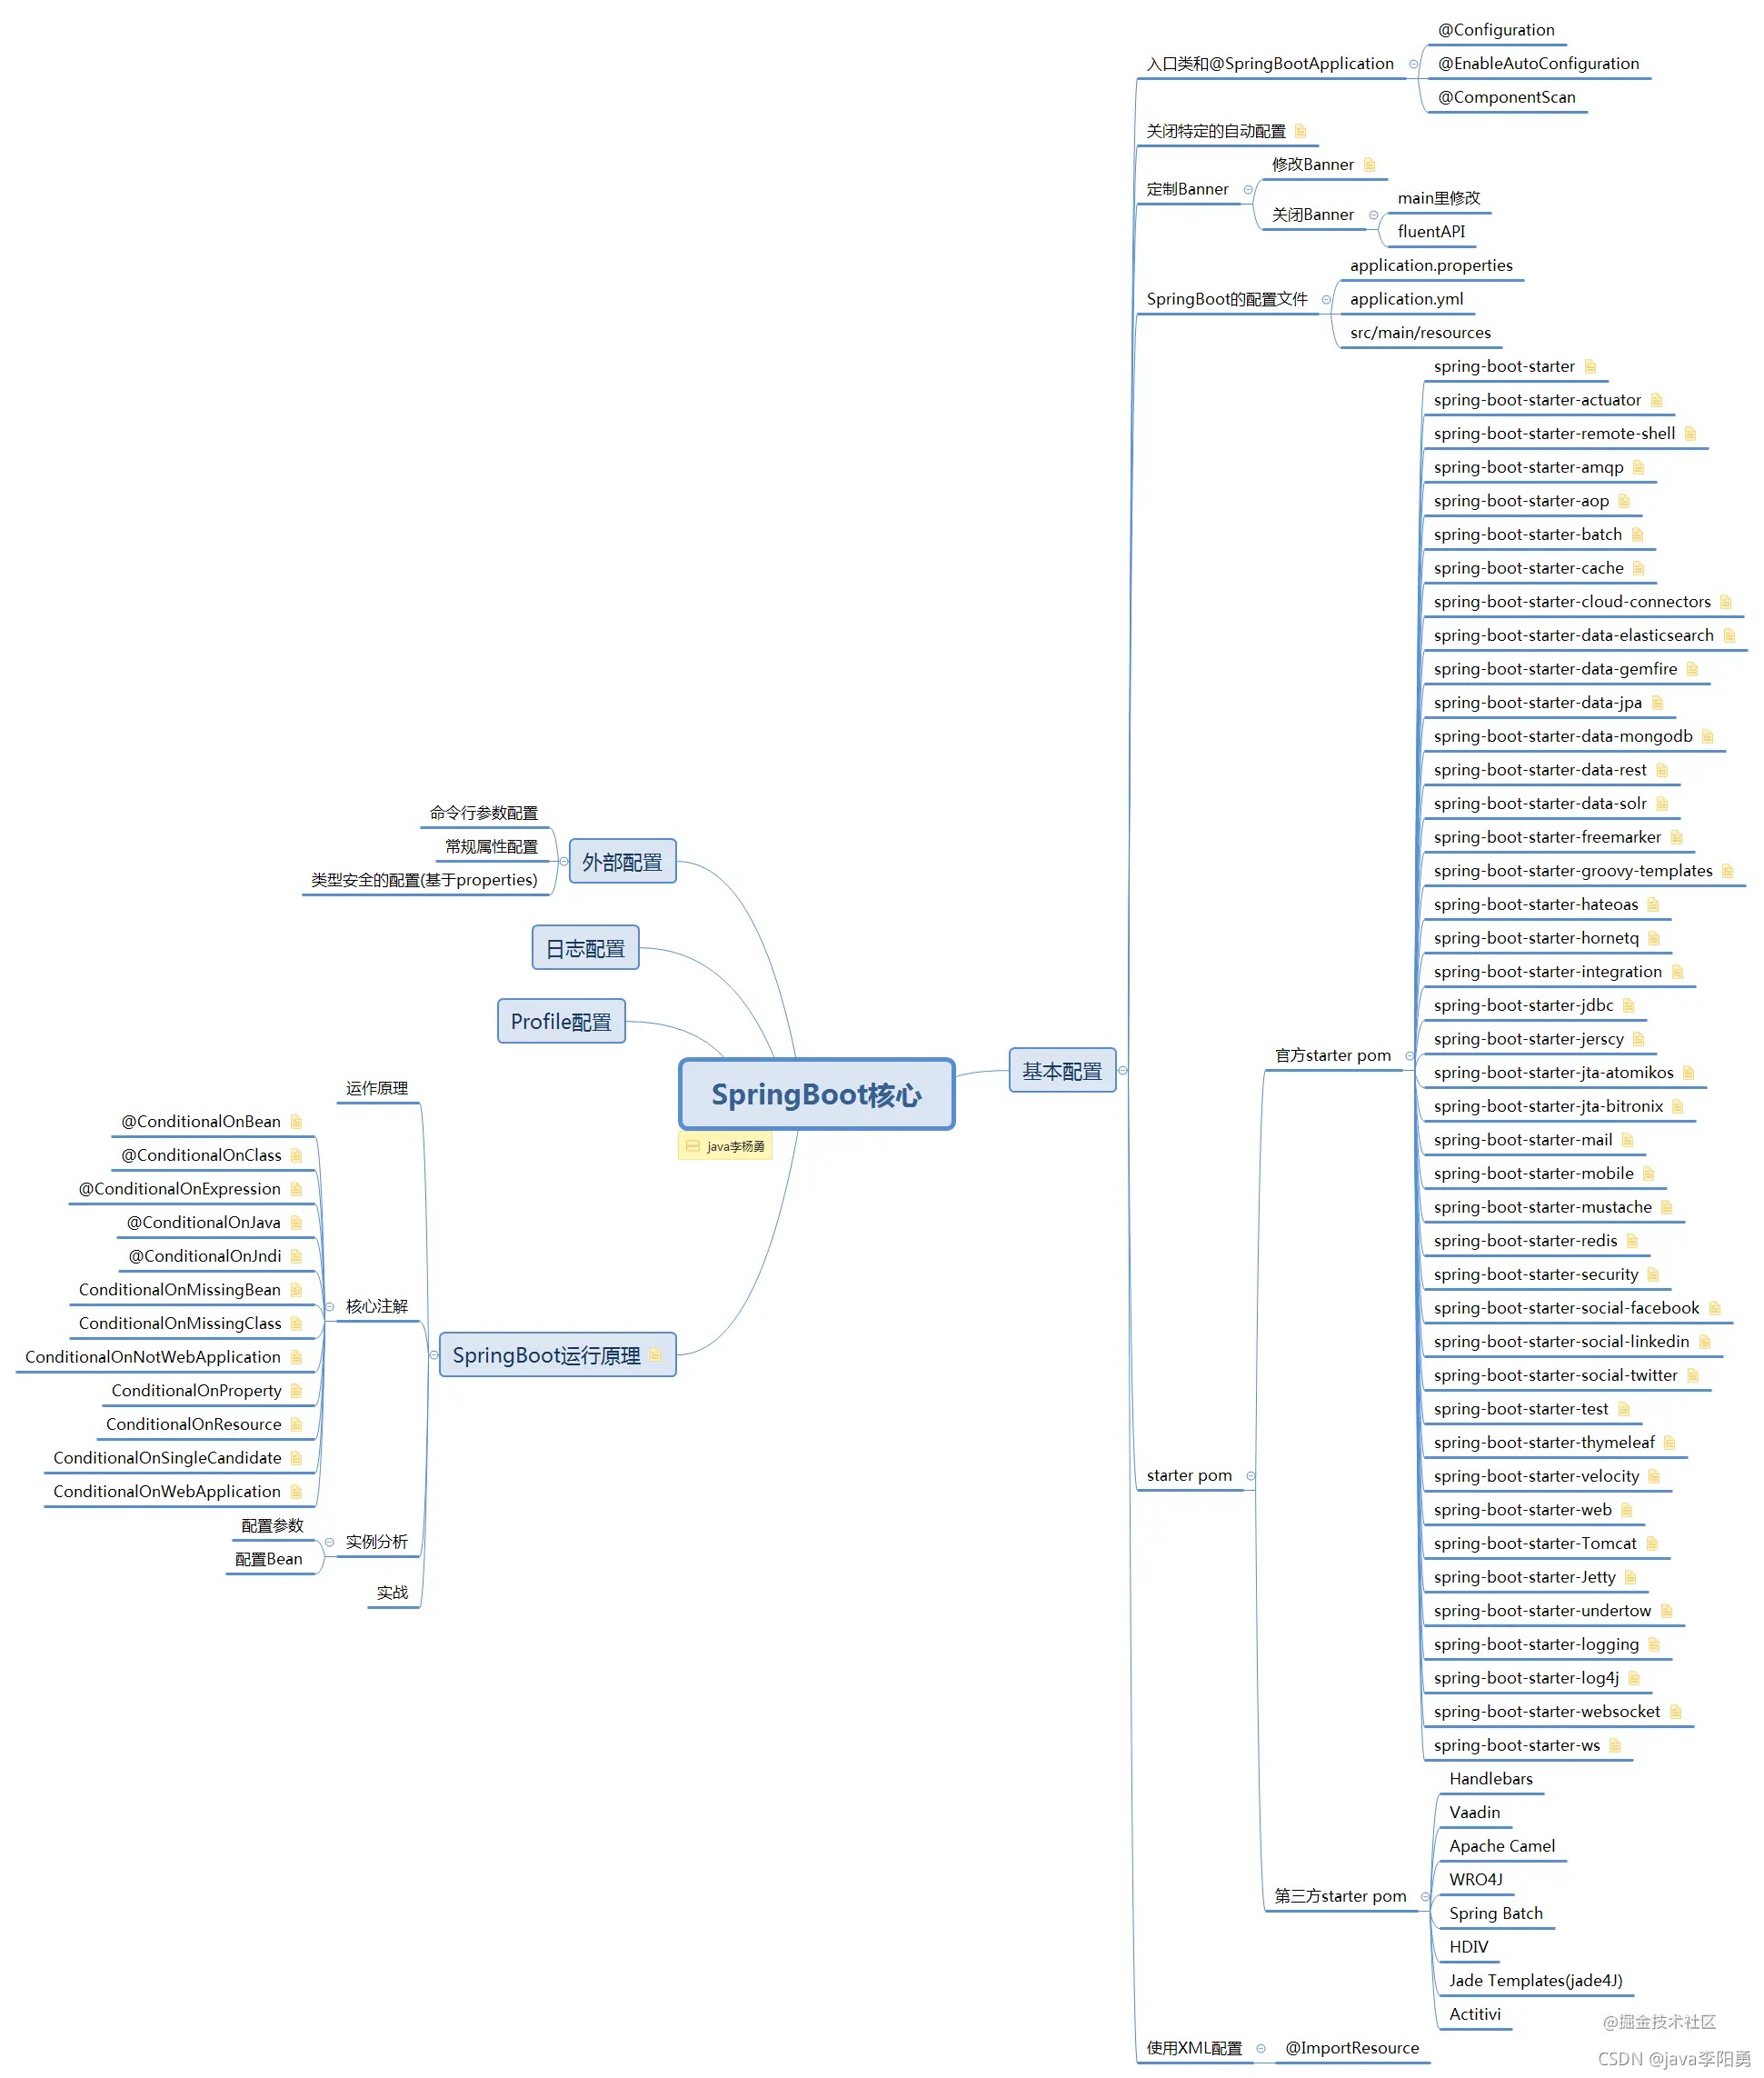 SpringBoot核心
java李杨勇
基本配置
入口类和@SpringBootApplication
@Configuration
@EnableAutoConfiguration
@ComponentScan
关闭特定的自动配置
定制Banner
修改Banner
关闭Banner
main里修改
fluentAPI
SpringBoot的配置文件
application.properties
application.yml
src/main/resources
starter pom
官方starter pom
spring-boot-starter
spring-boot-starter-actuator
spring-boot-starter-remote-shell
spring-boot-starter-amqp
spring-boot-starter-aop
spring-boot-starter-batch
spring-boot-starter-cache
spring-boot-starter-cloud-connectors
spring-boot-starter-data-elasticsearch
spring-boot-starter-data-gemfire
spring-boot-starter-data-jpa
spring-boot-starter-data-mongodb
spring-boot-starter-data-rest
spring-boot-starter-data-solr
spring-boot-starter-freemarker
spring-boot-starter-groovy-templates
spring-boot-starter-hateoas
spring-boot-starter-hornetq
spring-boot-starter-integration
spring-boot-starter-jdbc
spring-boot-starter-jerscy
spring-boot-starter-jta-atomikos
spring-boot-starter-jta-bitronix
spring-boot-starter-mail
spring-boot-starter-mobile
spring-boot-starter-mustache
spring-boot-starter-redis
spring-boot-starter-security
spring-boot-starter-social-facebook
spring-boot-starter-social-linkedin
spring-boot-starter-social-twitter
spring-boot-starter-test
spring-boot-starter-thymeleaf
spring-boot-starter-velocity
spring-boot-starter-web
spring-boot-starter-Tomcat
spring-boot-starter-Jetty
spring-boot-starter-undertow
spring-boot-starter-logging
spring-boot-starter-log4j
spring-boot-starter-websocket
spring-boot-starter-ws
第三方starter pom
Handlebars
Vaadin
Apache Camel
WRO4J
Spring Batch
HDIV
Jade Templates(jade4J)
Actitivi
使用XML配置
@ImportResource
外部配置
命令行参数配置
常规属性配置
类型安全的配置(基于properties)
日志配置
Profile配置
SpringBoot运行原理
运作原理
核心注解
@ConditionalOnBean
@ConditionalOnClass
@ConditionalOnExpression
@ConditionalOnJava
@ConditionalOnJndi
ConditionalOnMissingBean
ConditionalOnMissingClass
ConditionalOnNotWebApplication
ConditionalOnProperty
ConditionalOnResource
ConditionalOnSingleCandidate
ConditionalOnWebApplication
实例分析
配置参数
配置Bean
实战
@掘金技术社区
CSDN @java李阳勇